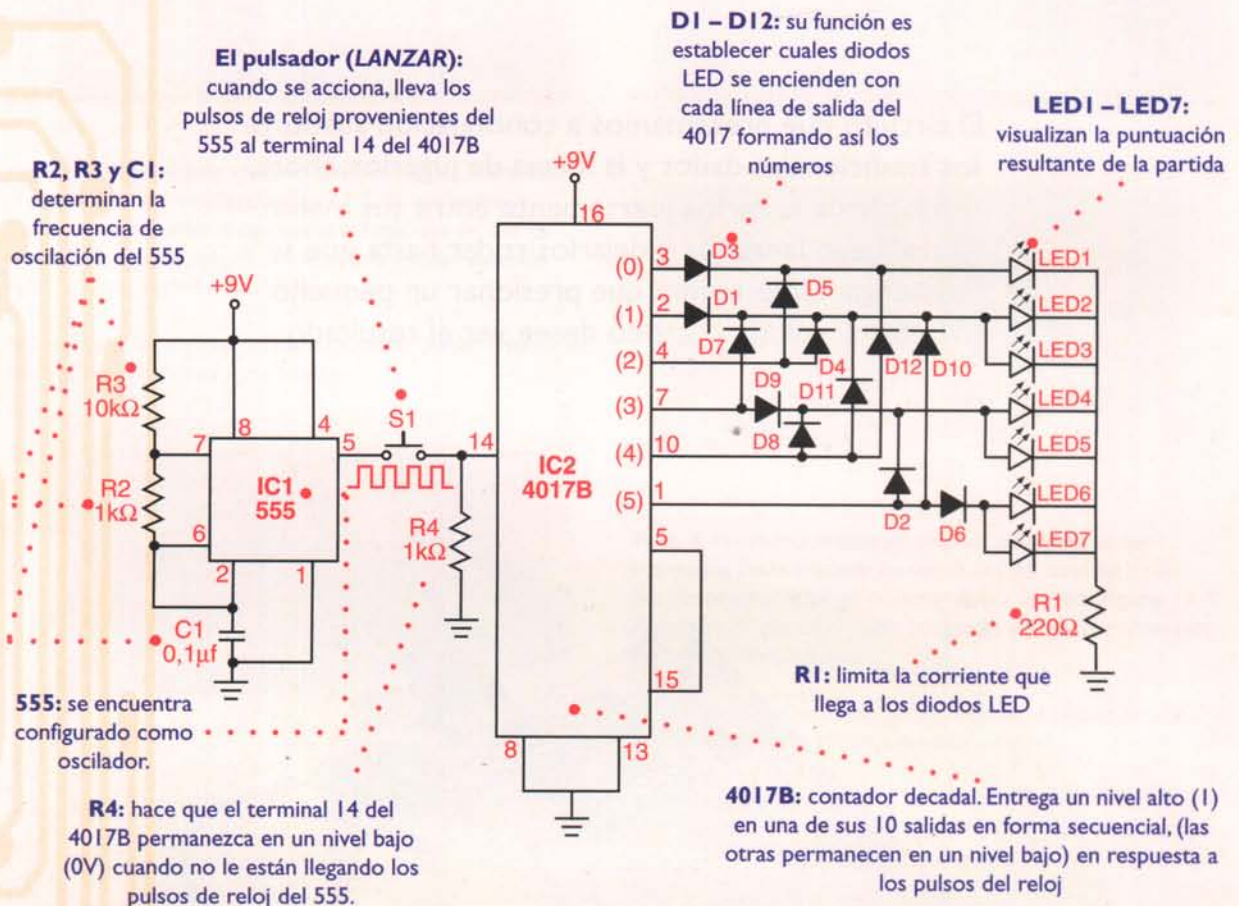 El pulsador (LANZAR):
cuando se acciona, lleva los
pulsos de reloj provenientes del
555 al terminal 14 del 4017B
D1 – D12: su función es
establecer cuales diodos
LED se encienden con
cada línea de salida del
4017 formando así los
números
LED1 – LED7:
visualizan la puntuación
resultante de la partida
R2, R3 y C1:
determinan la
frecuencia de
oscilación del 555
+9V
R3
10kΩ
R2
1kΩ
7
6
8
4
5
2
1
IC1
555
C1
0,1µf
S1
14
R4
1kΩ
+9V
16
IC2
4017B
(0) 3
(1) 2
(2) 4
(3) 7
(4) 10
(5) 1
5
15
8
13
D3
D5
D1
D7
D4
D12
D10
D9
D11
D8
D2
D6
LED1
LED2
LED3
LED4
LED5
LED6
LED7
R1
220Ω
R1: limita la corriente que
llega a los diodos LED
555: se encuentra
configurado como
oscilador.
R4: hace que el terminal 14 del
4017B permanezca en un nivel bajo
(0V) cuando no le están llegando los
pulsos de reloj del 555.
4017B: contador decadal. Entrega un nivel alto (1)
en una de sus 10 salidas en forma secuencial, (las
otras permanecen en un nivel bajo) en respuesta a
los pulsos del reloj